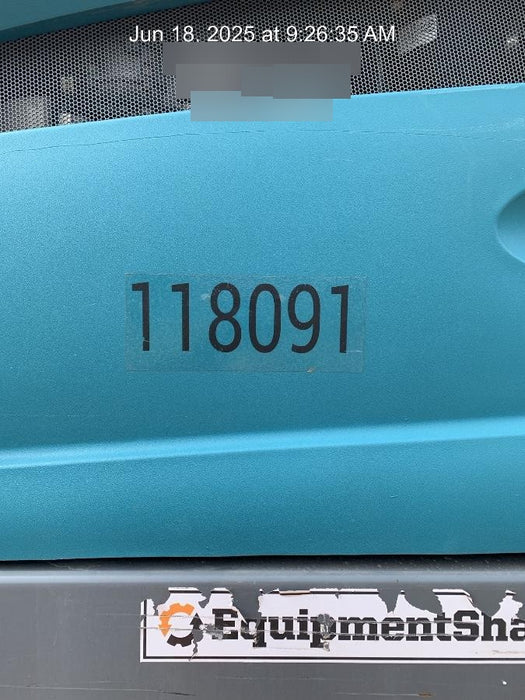 Jun 18, 2025 at 9:26:35 AM
118091
EquipmentSha